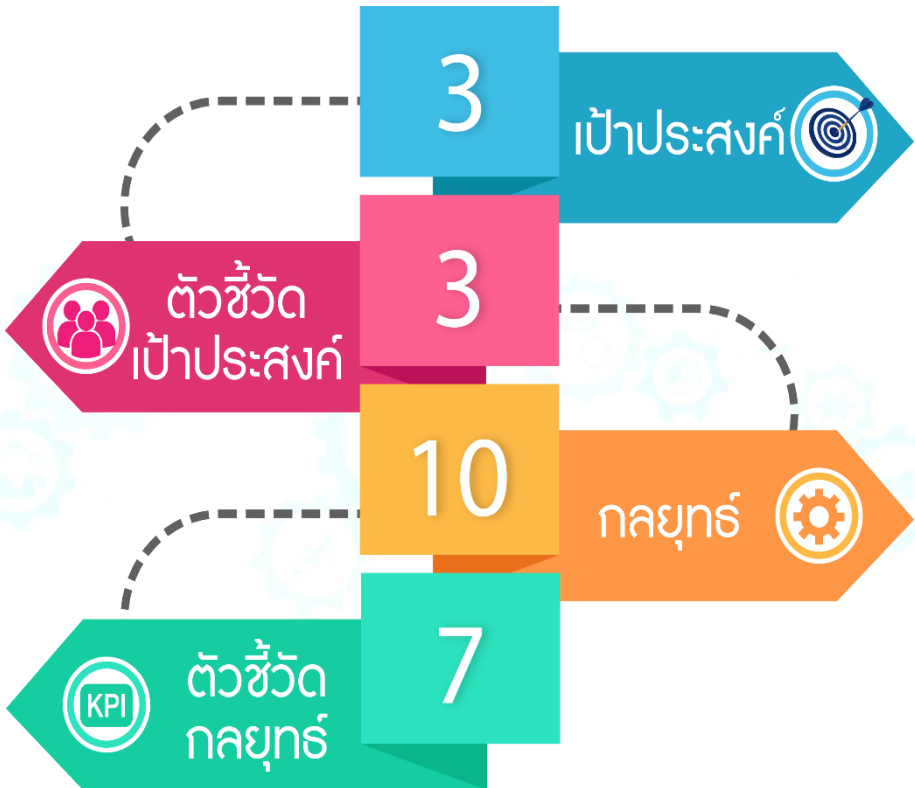 3
เป้าประสงค์
ตัวชี้วัด
เป้าประสงค์
3
10
กลยุทธ์
KPI
ตัวชี้วัด
กลยุทธ์
7